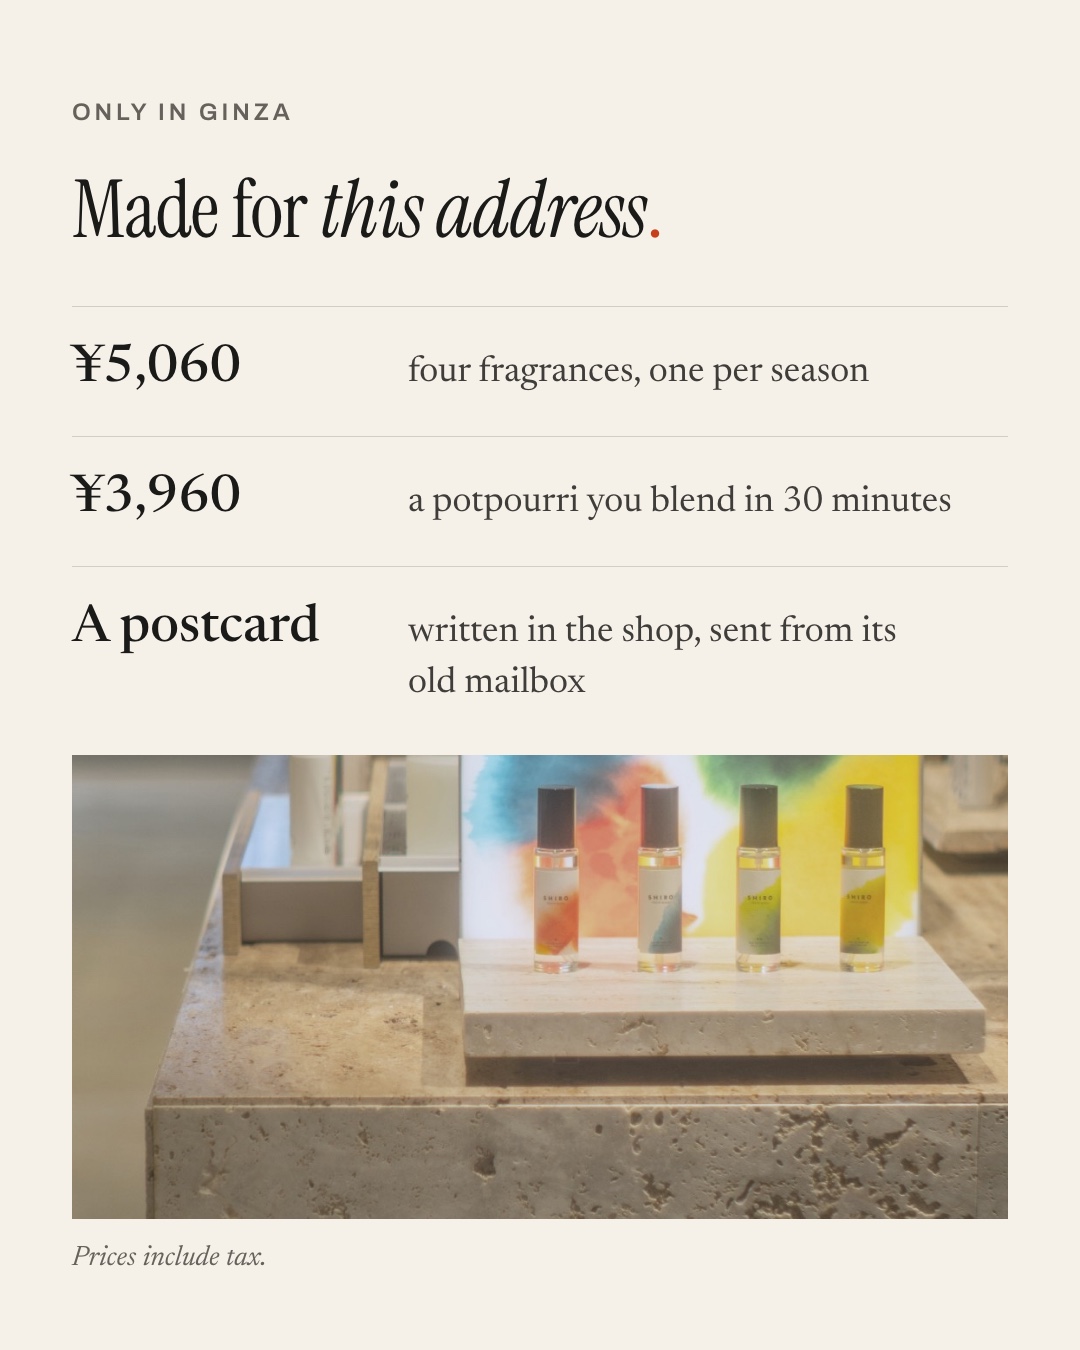 ONLY IN GINZA
Made for this address.
¥5,060
four fragrances, one per season
¥3,960
a potpourri you blend in 30 minutes
A postcard
written in the shop, sent from its
old mailbox
SHIRO
SHIRO
SHIRO
SHIRO
Prices include tax.